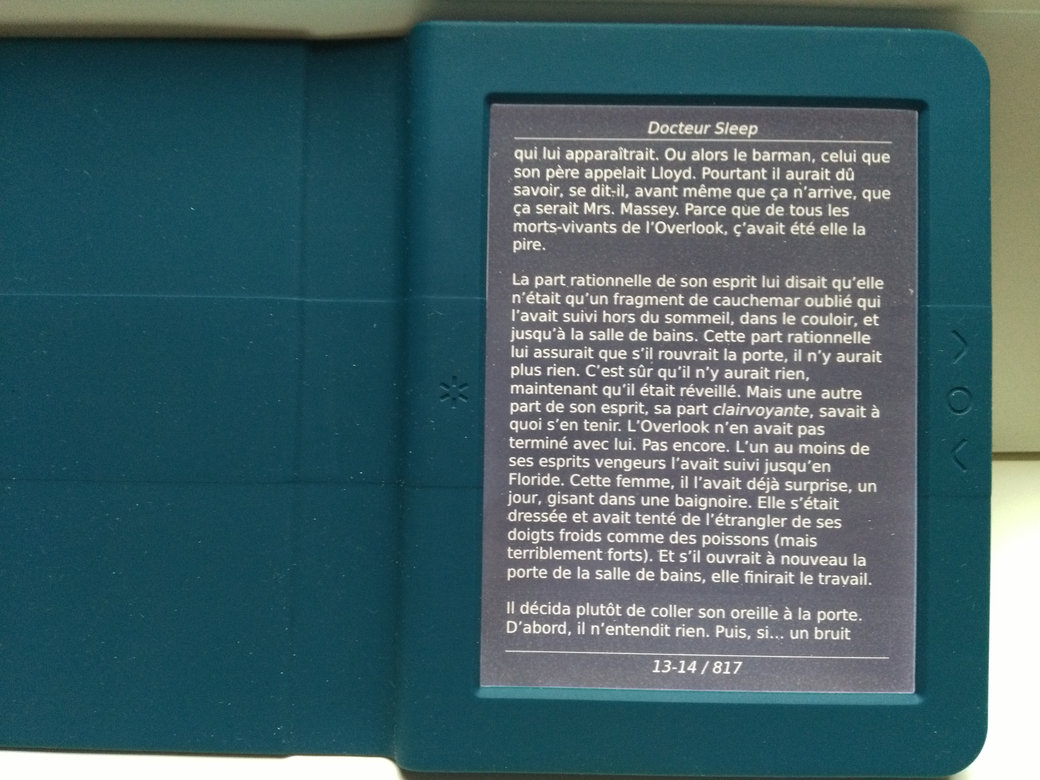 Docteur Sleep
qui lui apparaîtrait. Ou alors le barman, celui que
son père appelait Lloyd. Pourtant il aurait dû
savoir, se dit-il, avant même que ça n’arrive, que
ça serait Mrs. Massey. Parce que de tous les
morts-vivants de l’Overlook, ç’avait été elle la
pire.
La part rationnelle de son esprit lui disait qu’elle
n’était qu’un fragment de cauchemar oublié qui
l’avait suivi hors du sommeil, dans le couloir, et
jusqu’à la salle de bains. Cette part rationnelle
lui assurait que s’il rouvrait la porte, il n’y aurait
plus rien. C’est sûr qu’il n’y aurait rien,
maintenant qu’il était réveillé. Mais une autre
part de son esprit, sa part clairvoyante, savait à
quoi s’en tenir. L’Overlook n’en avait pas
terminé avec lui. Pas encore. L’un au moins de
ses esprits vengeurs l’avait suivi jusqu’en
Floride. Cette femme, il l’avait déjà surprise, un
jour, gisant dans une baignoire. Elle s’était
dressée et avait tenté de l’étrangler de ses
doigts froids comme des poissons (mais
terriblement forts). Et s’il ouvrait à nouveau la
porte de la salle de bains, elle finirait le travail.
Il décida plutôt de coller son oreille à la porte.
D’abord, il n’entendit rien. Puis, si... un bruit
13-14 / 817